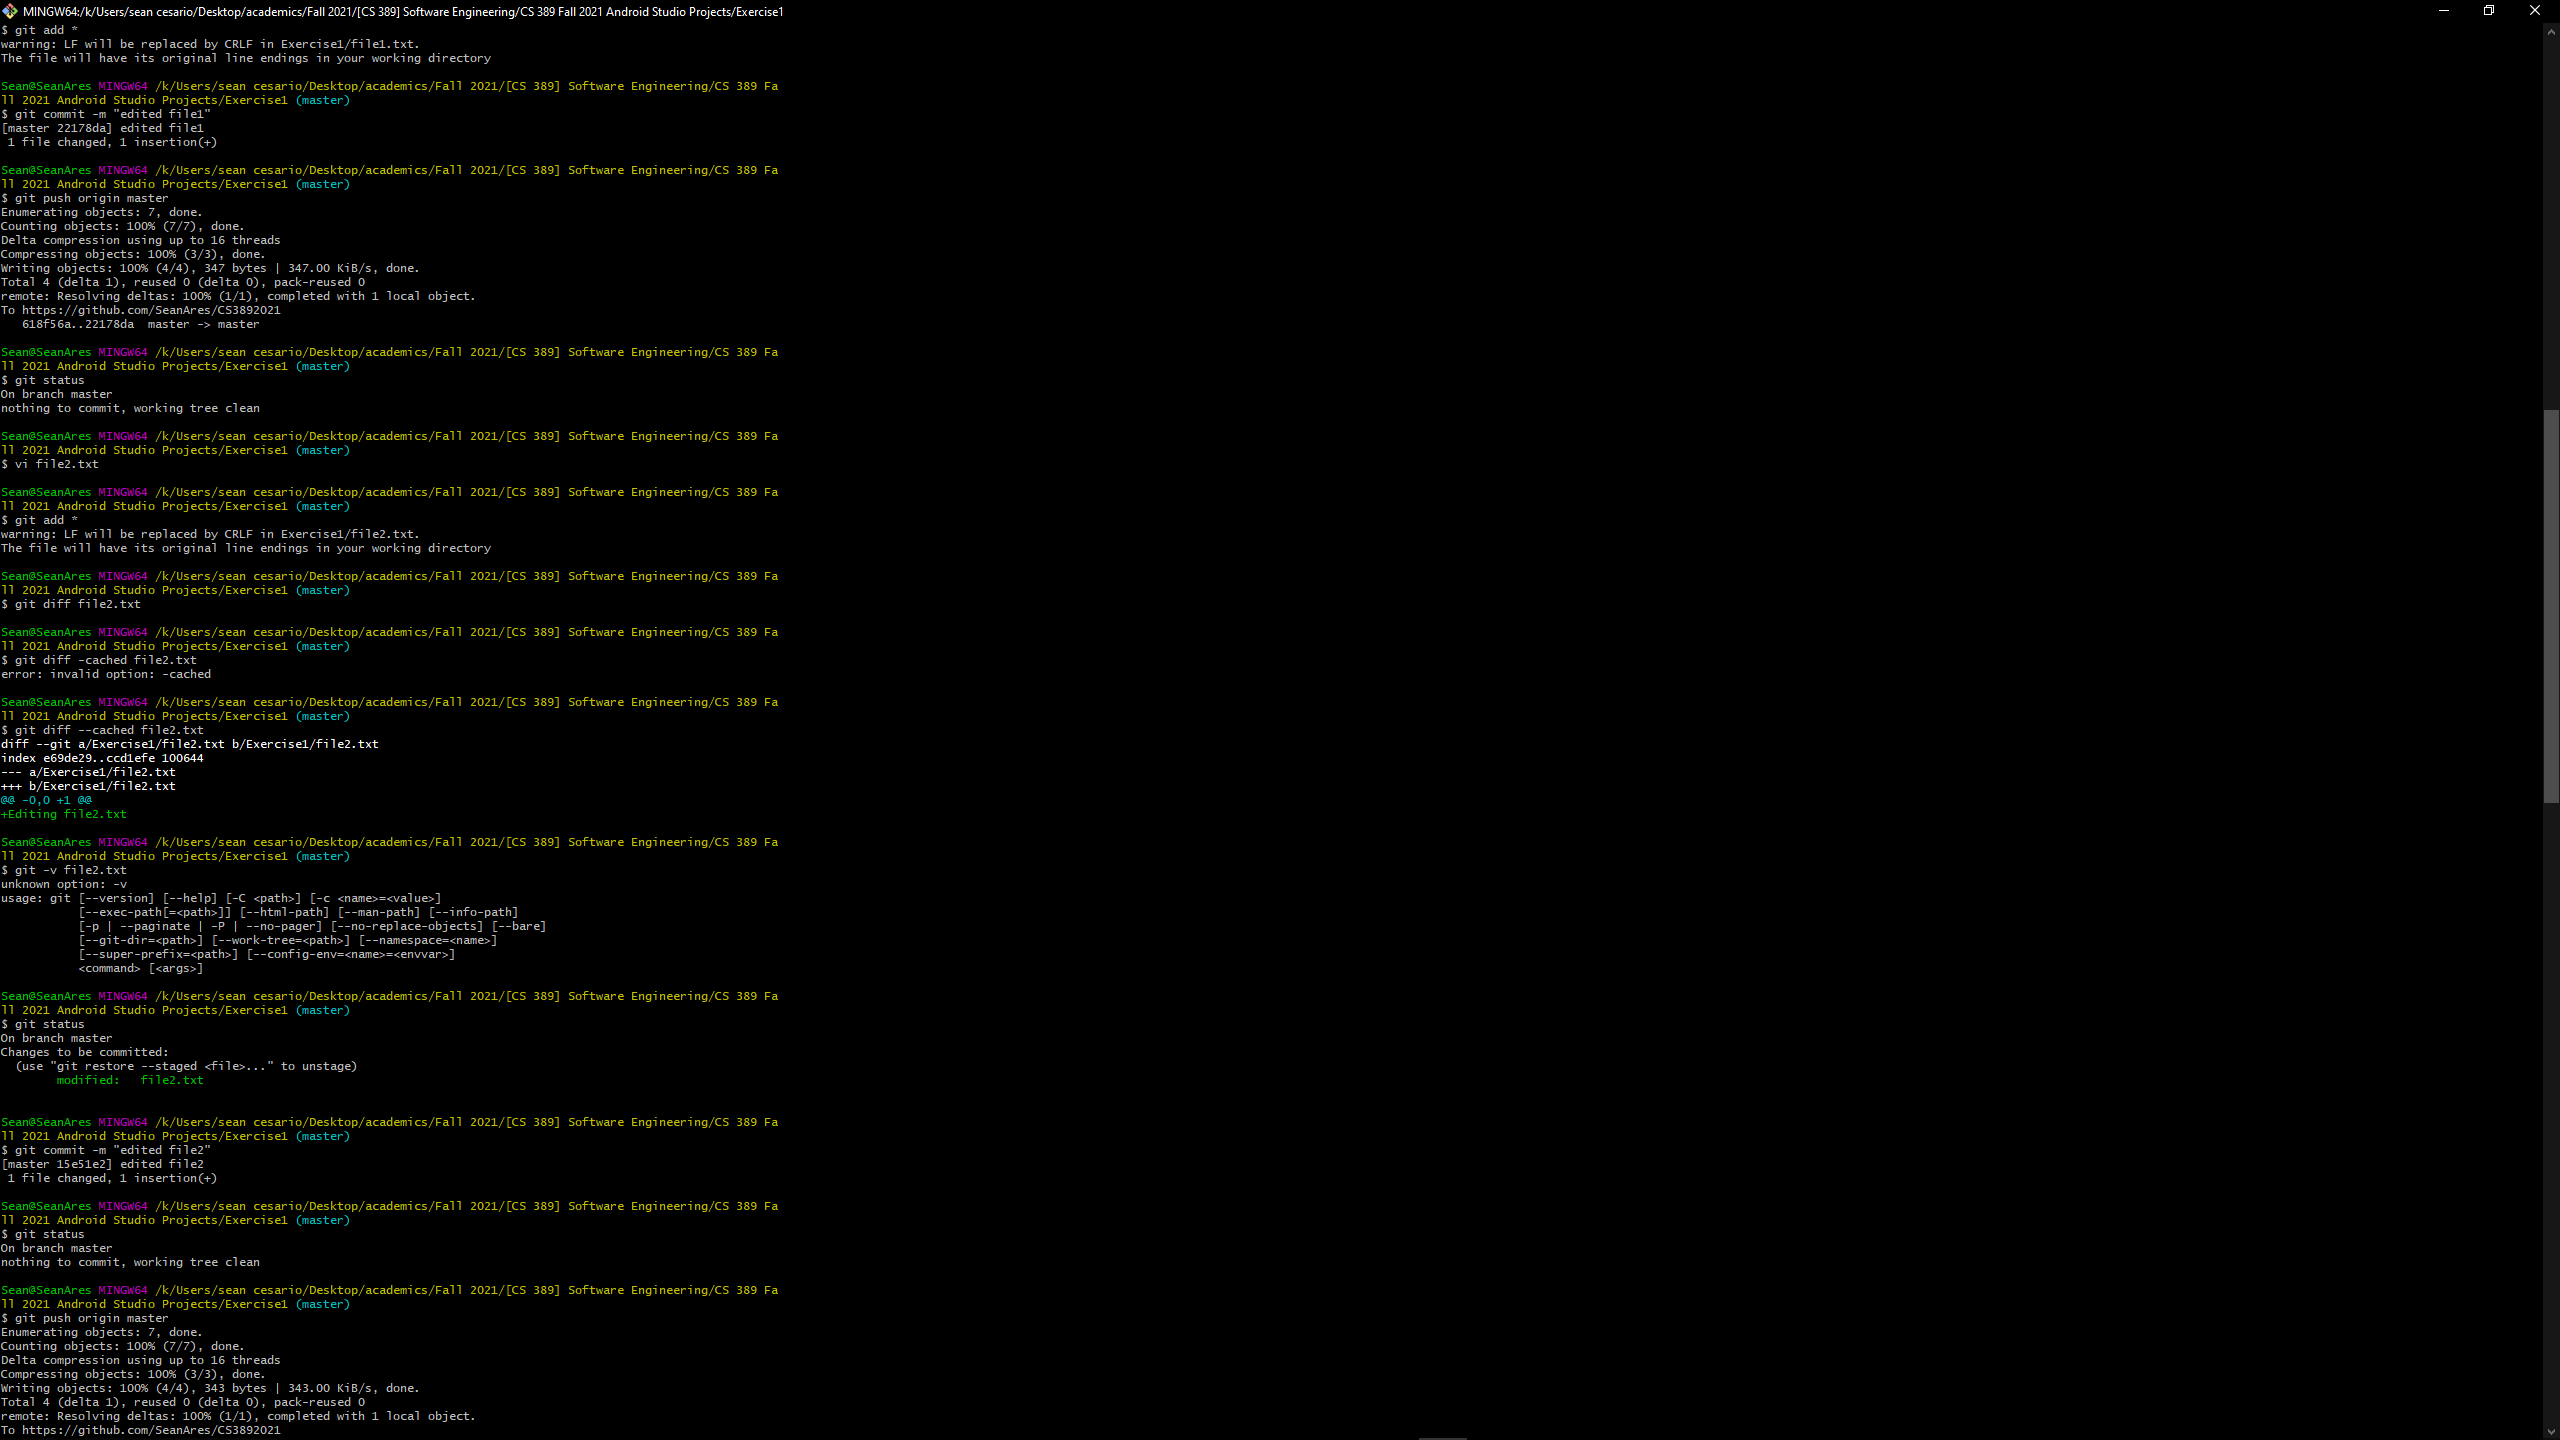 MINGW64:/k/Users/sean cesario/Desktop/academics/Fall 2021/[CS 389] Software Engineering/CS 389 Fall 2021 Android Studio Projects/Exercise1
$ git add *
warning: LF will be replaced by CRLF in Exercise1/file1.txt.
The file will have its original line endings in your working directory

Sean@SeanAres MINGW64 /k/Users/sean cesario/Desktop/academics/Fall 2021/[CS 389] Software Engineering/CS 389 Fa
ll 2021 Android Studio Projects/Exercise1 (master)
$ git commit -m "edited file1"
[master 22178da] edited file1
 1 file changed, 1 insertion(+)

Sean@SeanAres MINGW64 /k/Users/sean cesario/Desktop/academics/Fall 2021/[CS 389] Software Engineering/CS 389 Fa
ll 2021 Android Studio Projects/Exercise1 (master)
$ git push origin master
Enumerating objects: 7, done.
Counting objects: 100% (7/7), done.
Delta compression using up to 16 threads
Compressing objects: 100% (3/3), done.
Writing objects: 100% (4/4), 347 bytes | 347.00 KiB/s, done.
Total 4 (delta 1), reused 0 (delta 0), pack-reused 0
remote: Resolving deltas: 100% (1/1), completed with 1 local object.
To https://github.com/SeanAres/CS3892021
   618f56a..22178da  master -> master

Sean@SeanAres MINGW64 /k/Users/sean cesario/Desktop/academics/Fall 2021/[CS 389] Software Engineering/CS 389 Fa
ll 2021 Android Studio Projects/Exercise1 (master)
$ git status
On branch master
nothing to commit, working tree clean

Sean@SeanAres MINGW64 /k/Users/sean cesario/Desktop/academics/Fall 2021/[CS 389] Software Engineering/CS 389 Fa
ll 2021 Android Studio Projects/Exercise1 (master)
$ vi file2.txt

Sean@SeanAres MINGW64 /k/Users/sean cesario/Desktop/academics/Fall 2021/[CS 389] Software Engineering/CS 389 Fa
ll 2021 Android Studio Projects/Exercise1 (master)
$ git add *
warning: LF will be replaced by CRLF in Exercise1/file2.txt.
The file will have its original line endings in your working directory

Sean@SeanAres MINGW64 /k/Users/sean cesario/Desktop/academics/Fall 2021/[CS 389] Software Engineering/CS 389 Fa
ll 2021 Android Studio Projects/Exercise1 (master)
$ git diff file2.txt

Sean@SeanAres MINGW64 /k/Users/sean cesario/Desktop/academics/Fall 2021/[CS 389] Software Engineering/CS 389 Fa
ll 2021 Android Studio Projects/Exercise1 (master)
$ git diff -cached file2.txt
error: invalid option: -cached

Sean@SeanAres MINGW64 /k/Users/sean cesario/Desktop/academics/Fall 2021/[CS 389] Software Engineering/CS 389 Fa
ll 2021 Android Studio Projects/Exercise1 (master)
$ git diff --cached file2.txt
diff --git a/Exercise1/file2.txt b/Exercise1/file2.txt
index e69de29..ccd1efe 100644
--- a/Exercise1/file2.txt
+++ b/Exercise1/file2.txt
@@ -0,0 +1 @@
+Editing file2.txt

Sean@SeanAres MINGW64 /k/Users/sean cesario/Desktop/academics/Fall 2021/[CS 389] Software Engineering/CS 389 Fa
ll 2021 Android Studio Projects/Exercise1 (master)
$ git -v file2.txt
unknown option: -v
usage: git [--version] [--help] [-C <path>] [-c <name>=<value>]
           [--exec-path[=<path>]] [--html-path] [--man-path] [--info-path]
           [-p | --paginate | -P | --no-pager] [--no-replace-objects] [--bare]
           [--git-dir=<path>] [--work-tree=<path>] [--namespace=<name>]
           [--super-prefix=<path>] [--config-env=<name>=<envvar>]
           <command> [<args>]

Sean@SeanAres MINGW64 /k/Users/sean cesario/Desktop/academics/Fall 2021/[CS 389] Software Engineering/CS 389 Fa
ll 2021 Android Studio Projects/Exercise1 (master)
$ git status
On branch master
Changes to be committed:
  (use "git restore --staged <file>..." to unstage)
        modified:   file2.txt

Sean@SeanAres MINGW64 /k/Users/sean cesario/Desktop/academics/Fall 2021/[CS 389] Software Engineering/CS 389 Fa
ll 2021 Android Studio Projects/Exercise1 (master)
$ git commit -m "edited file2"
[master 15e51e2] edited file2
 1 file changed, 1 insertion(+)

Sean@SeanAres MINGW64 /k/Users/sean cesario/Desktop/academics/Fall 2021/[CS 389] Software Engineering/CS 389 Fa
ll 2021 Android Studio Projects/Exercise1 (master)
$ git status
On branch master
nothing to commit, working tree clean

Sean@SeanAres MINGW64 /k/Users/sean cesario/Desktop/academics/Fall 2021/[CS 389] Software Engineering/CS 389 Fa
ll 2021 Android Studio Projects/Exercise1 (master)
$ git push origin master
Enumerating objects: 7, done.
Counting objects: 100% (7/7), done.
Delta compression using up to 16 threads
Compressing objects: 100% (3/3), done.
Writing objects: 100% (4/4), 343 bytes | 343.00 KiB/s, done.
Total 4 (delta 1), reused 0 (delta 0), pack-reused 0
remote: Resolving deltas: 100% (1/1), completed with 1 local object.
To https://github.com/SeanAres/CS3892021